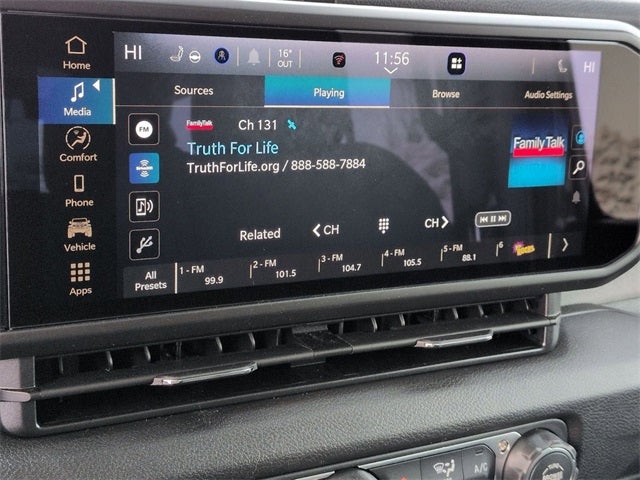 HI 16° OUT 11:56 HI
Home
Sources Playing Browse Audio Settings
Media
FM FamilyTalk Ch 131
Truth For Life
TruthForLife.org / 888-588-7884
Family Talk
SiriusXM
Comfort
Phone
Related CH CH
Vehicle
Apps
All Presets 1 - FM 99.9 2 - FM 101.5 3 - FM 104.7 4 - FM 105.5 5 - FM 88.1 6
A/C